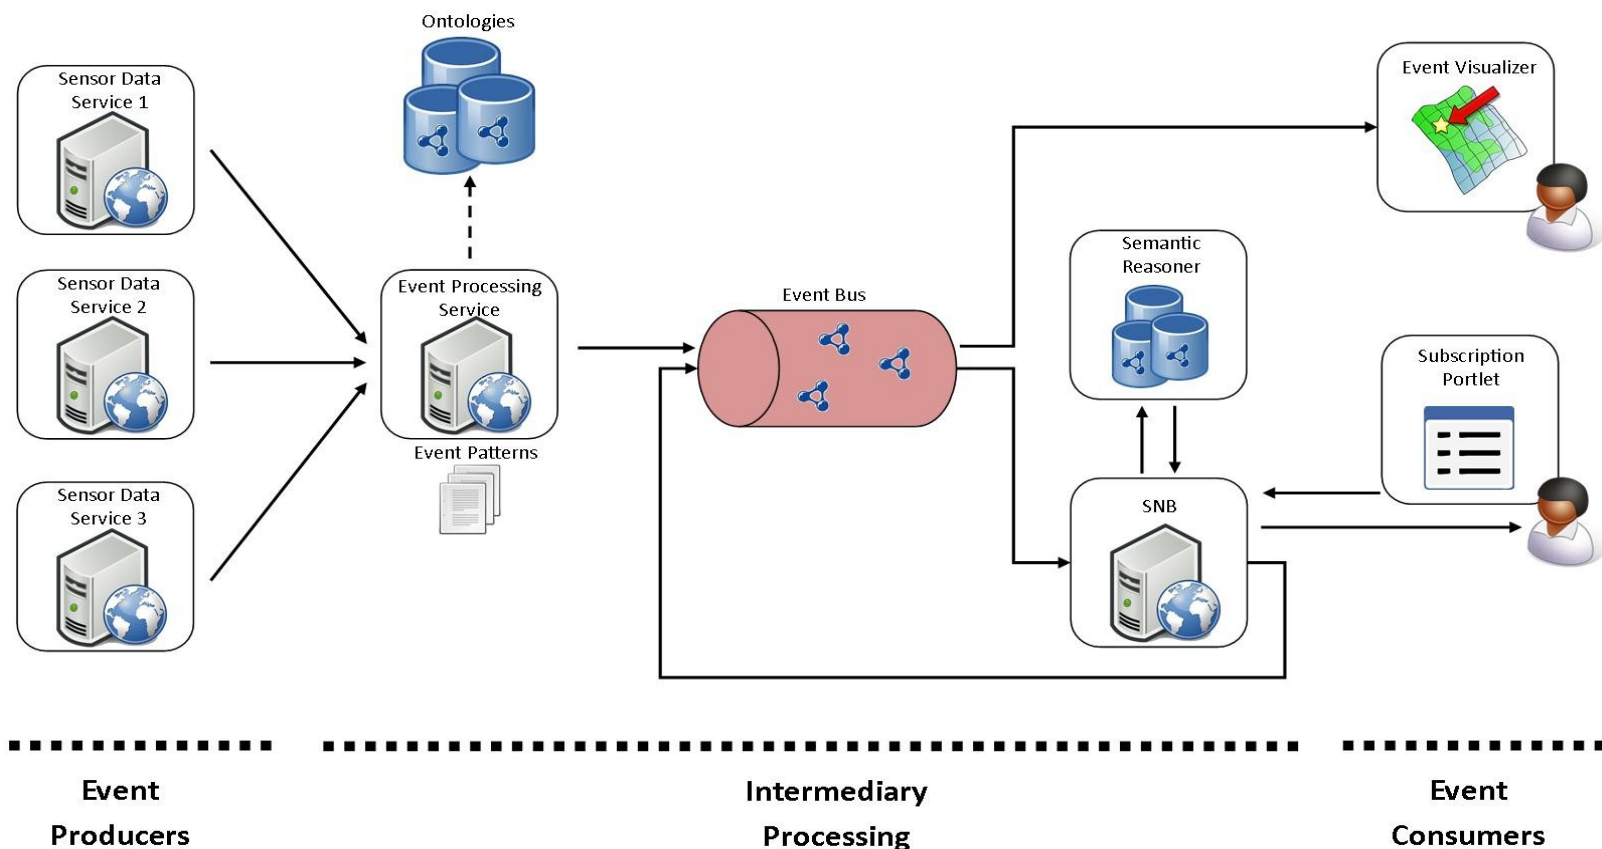 Ontologies
Sensor Data
Service 1
Event Visualizer
Semantic
Reasoner
Sensor Data
Service 2
Event Processing
Service
Event Bus
Subscription
Portlet
Event Patterns
Sensor Data
Service 3
SNB
Event
Producers
Intermediary
Processing
Event
Consumers